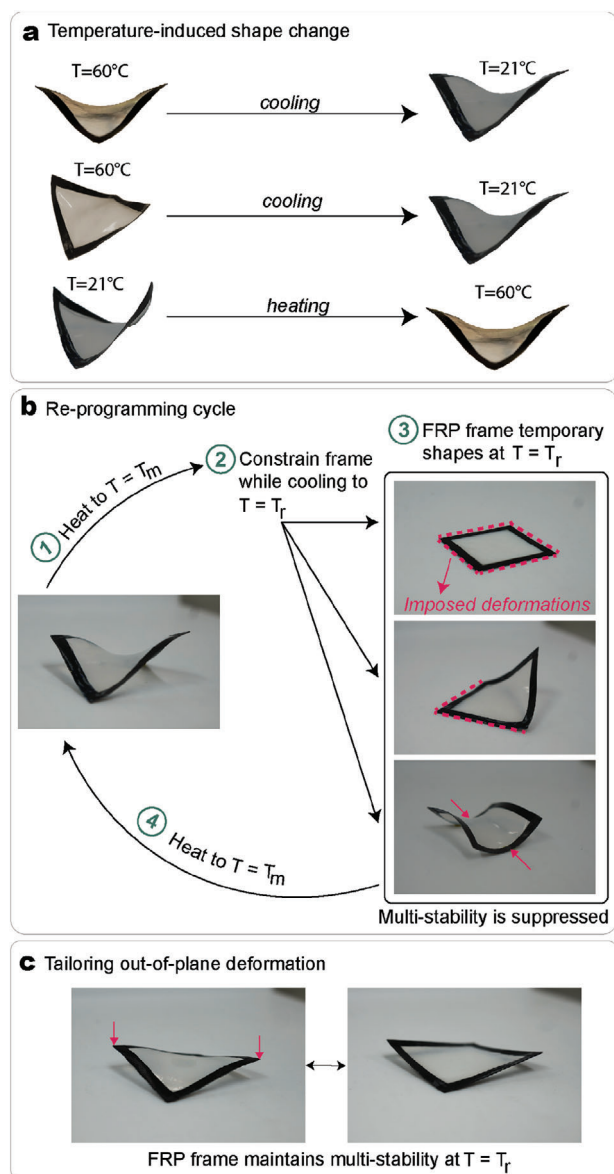 a Temperature-induced shape change
T=60°C
cooling
T=21°C
T=60°C
cooling
T=21°C
T=21°C
heating
T=60°C
b Re-programming cycle
1 Heat to T = Tm
2 Constrain frame
while cooling to
T = Tr
3 FRP frame temporary
shapes at T = Tr
Imposed deformations
4 Heat to T = Tm
Multi-stability is suppressed
c Tailoring out-of-plane deformation
FRP frame maintains multi-stability at T = Tr